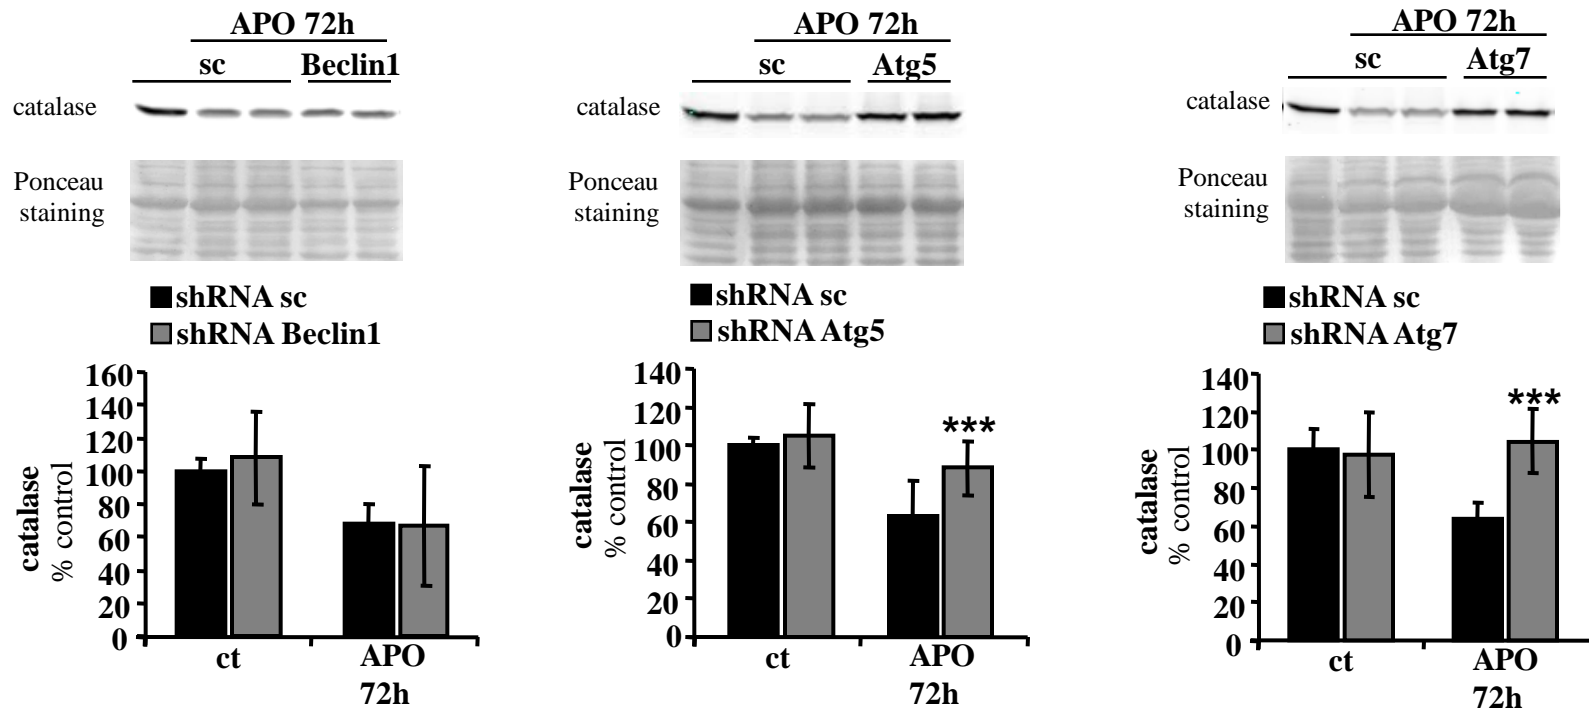 APO 72h
sc Beclin1
catalase
Ponceau
staining
shRNA sc
shRNA Beclin1
160
140
120
100
80
60
40
20
0
catalase
% control
ct APO
72h
APO 72h
sc Atg5
catalase
Ponceau
staining
shRNA sc
shRNA Atg5
140
120
100
80
60
40
20
0
catalase
% control
***
ct APO
72h
APO 72h
sc Atg7
catalase
Ponceau
staining
shRNA sc
shRNA Atg7
140
120
100
80
60
40
20
0
catalase
% control
***
ct APO
72h